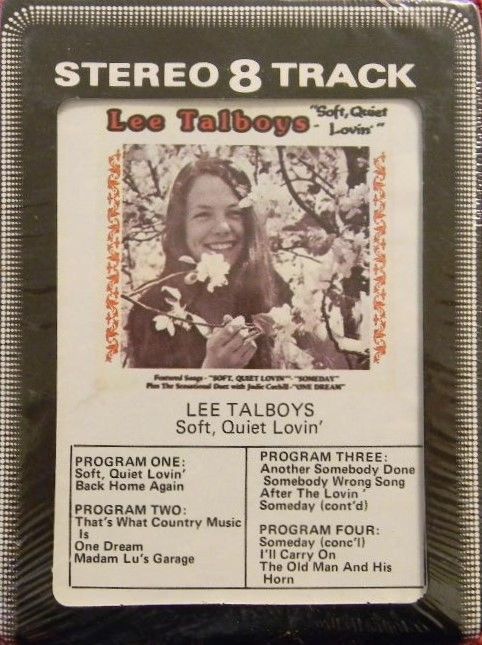 STEREO 8 TRACK
Lee Talboys
"Soft, Quiet
- Lovin'"
Featured Songs - "SOFT, QUIET LOVIN'" - "SOMEDAY"
Plus The Sensational Duet with Jodie Cahill - "ONE DREAM"
LEE TALBOYS
Soft, Quiet Lovin'
PROGRAM ONE:
Soft, Quiet Lovin'
Back Home Again
PROGRAM TWO:
That's What Country Music
Is
One Dream
Madam Lu's Garage
PROGRAM THREE:
Another Somebody Done
Somebody Wrong Song
After The Lovin '
Someday (cont'd)
PROGRAM FOUR:
Someday (conc'l)
I'll Carry On
The Old Man And His
Horn